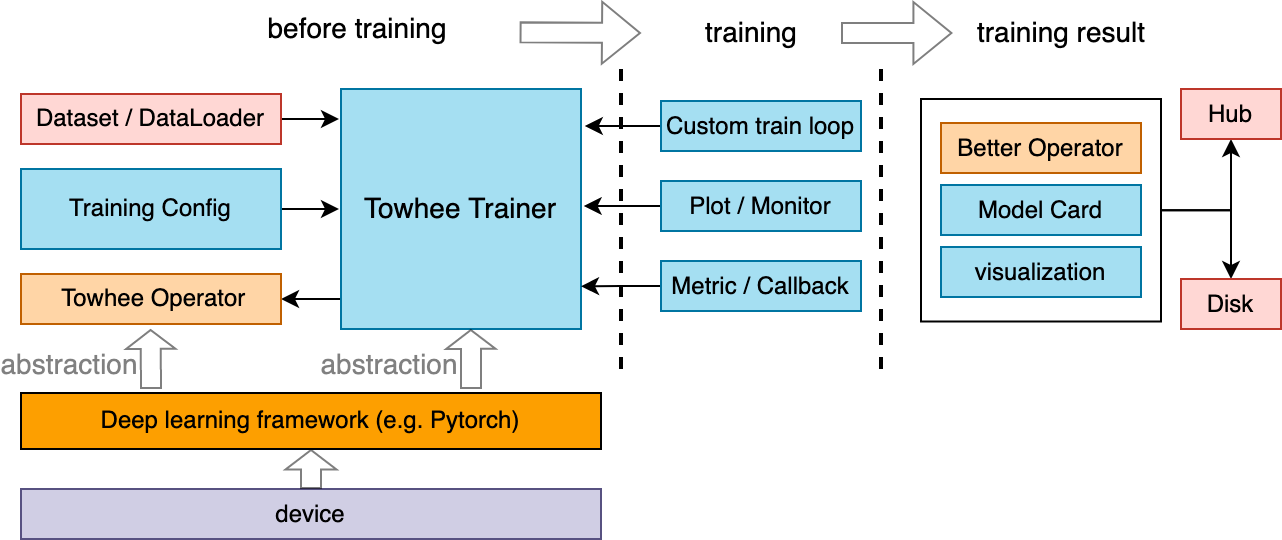 before training
training
training result
Dataset / DataLoader
Training Config
Towhee Operator
Towhee Trainer
Custom train loop
Plot / Monitor
Metric / Callback
Better Operator
Model Card
visualization
Hub
Disk
abstraction
abstraction
Deep learning framework (e.g. Pytorch)
device